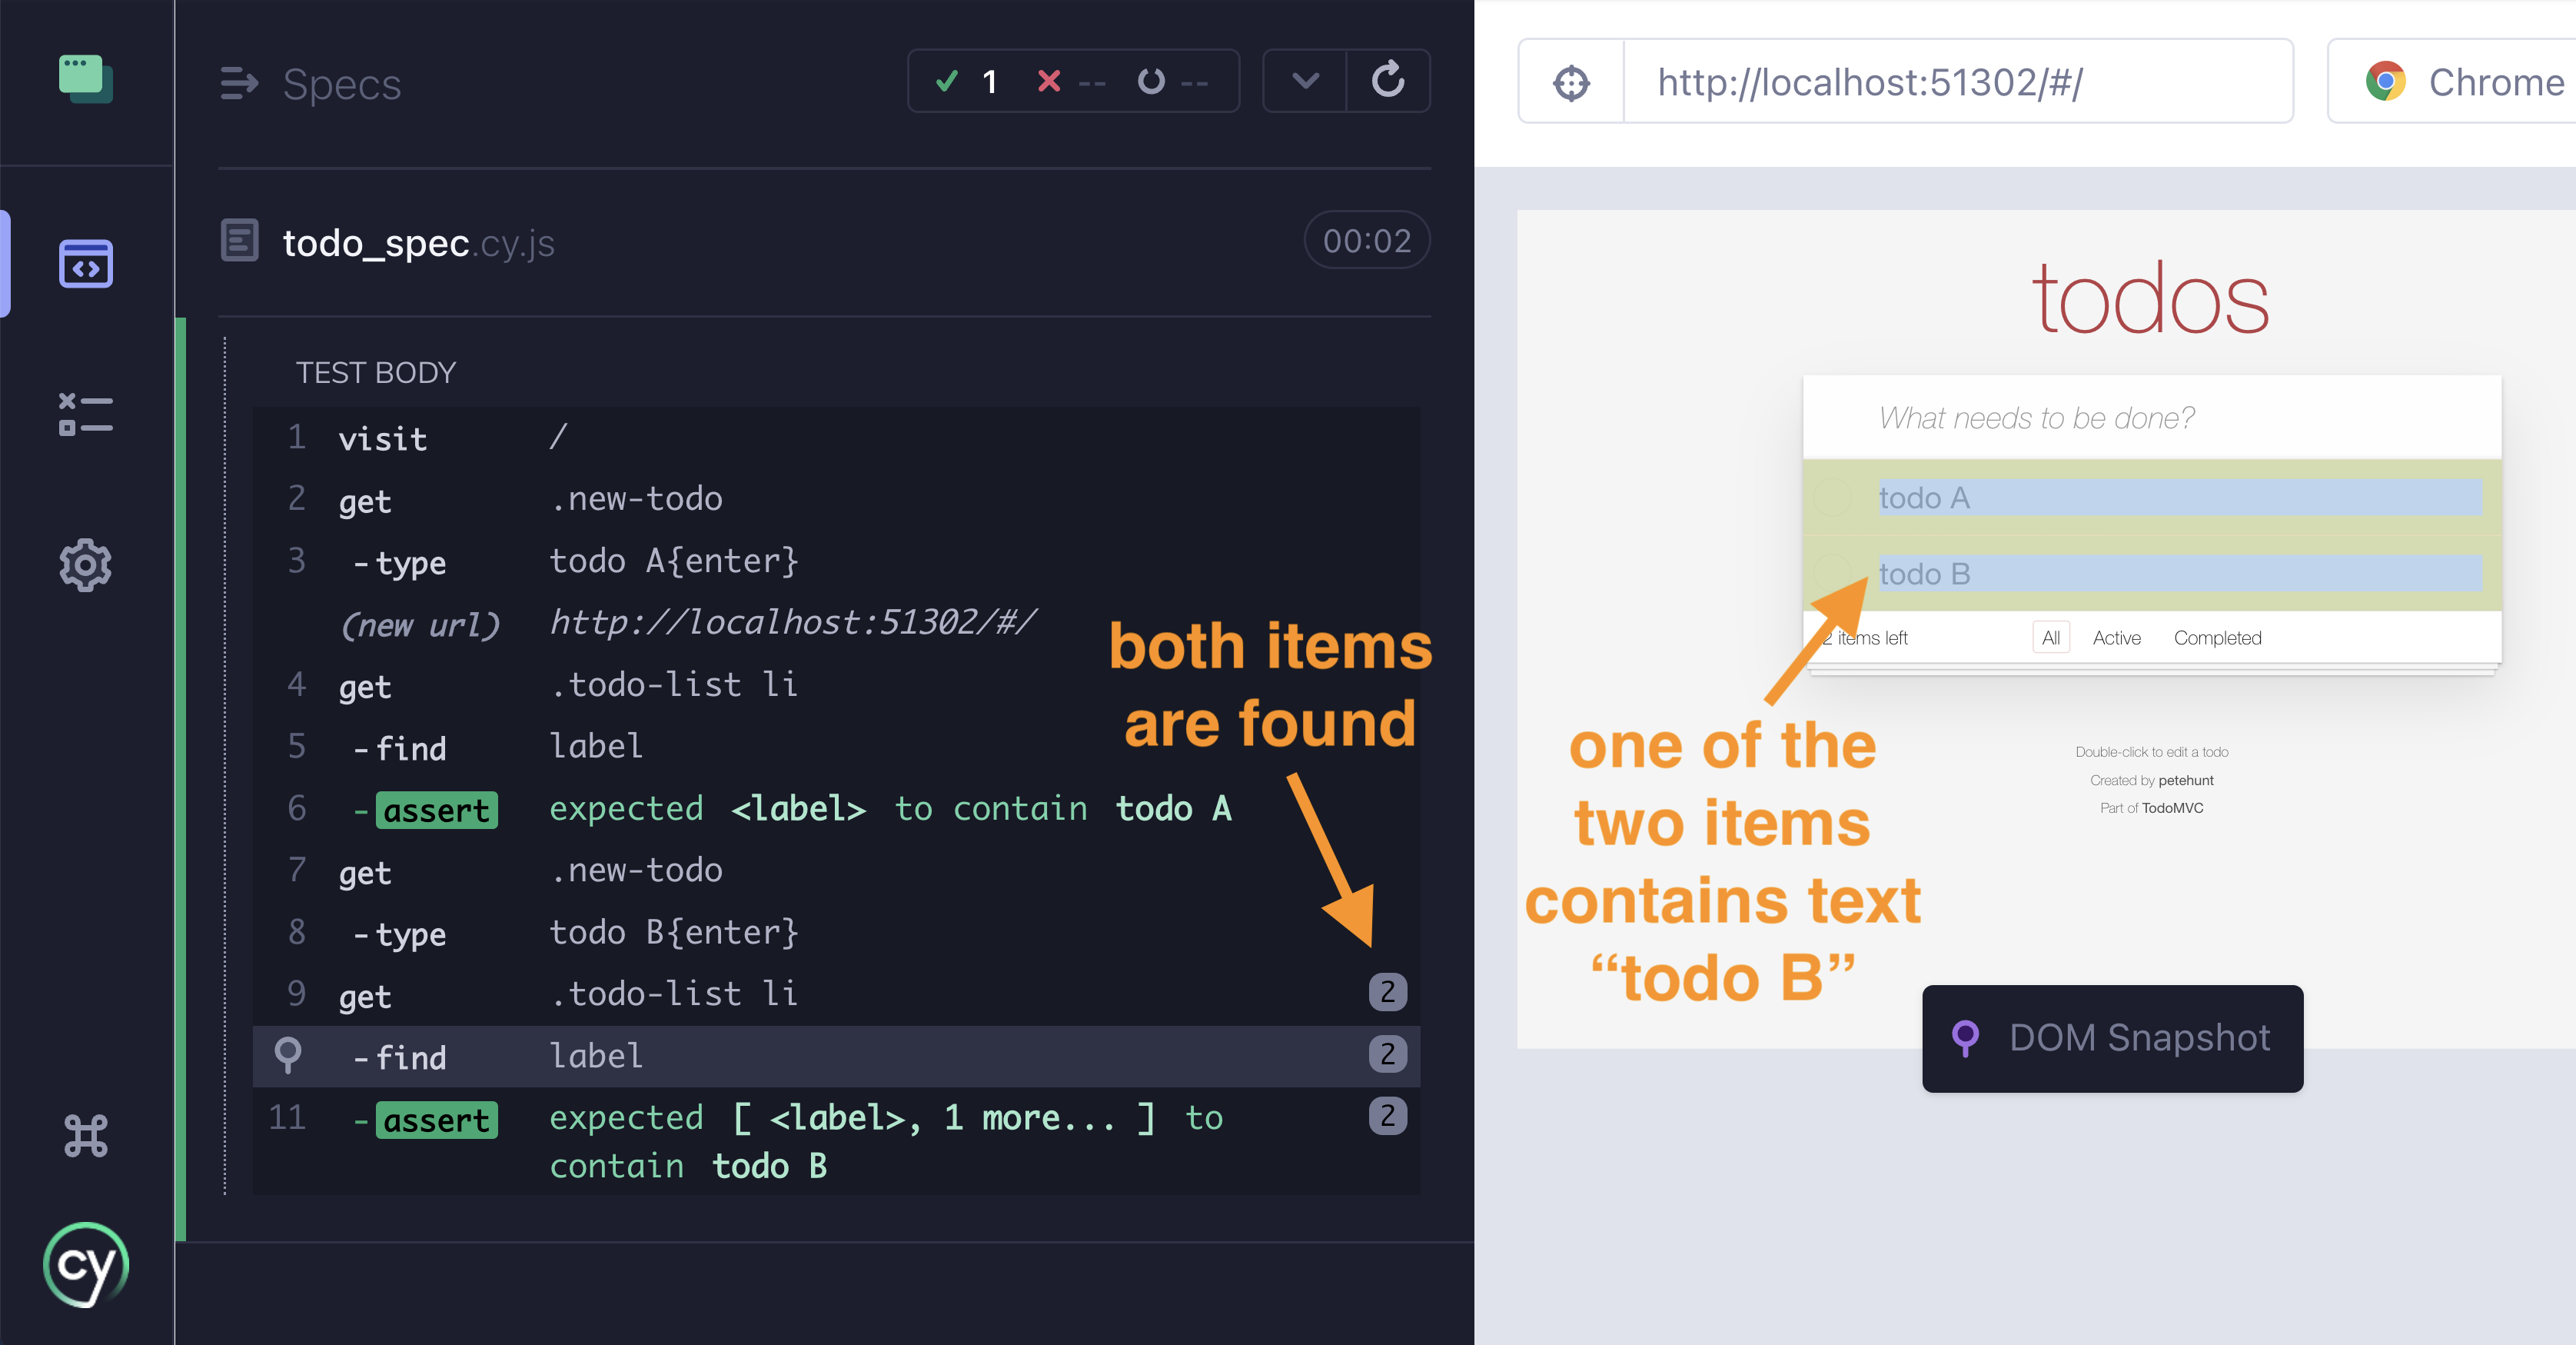 Specs
1 -- --
http://localhost:51302/#/
Chrome
todo_spec.cy.js
00:02
TEST BODY
1 visit /
2 get .new-todo
3 -type todo A{enter}
(new url) http://localhost:51302/#/
4 get .todo-list li
5 -find label
6 -assert expected <label> to contain todo A
7 get .new-todo
8 -type todo B{enter}
9 get .todo-list li 2
-find label 2
11 -assert expected [ <label>, 1 more... ] to 2
contain todo B
cy
both items
are found
todos
What needs to be done?
todo A
todo B
2 items left All Active Completed
one of the
two items
contains text
“todo B”
Double-click to edit a todo
Created by petehunt
Part of TodoMVC
DOM Snapshot